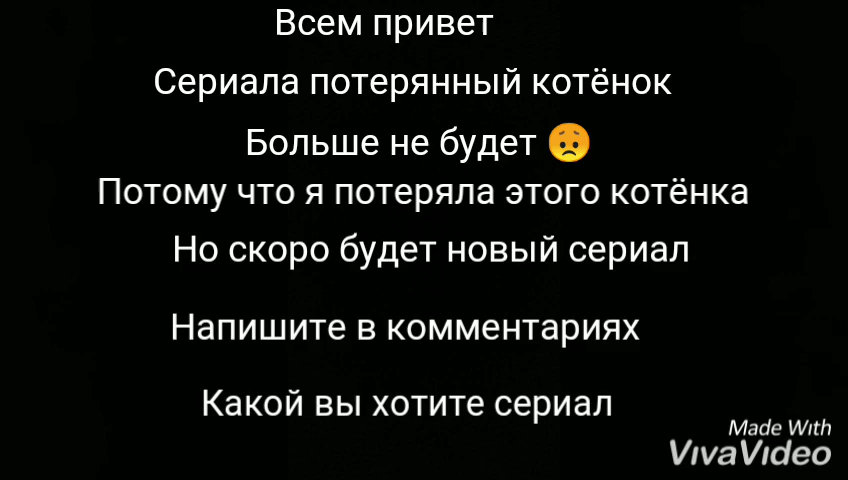 Всем привет
Сериала потерянный котёнок
Больше не будет 😞
Потому что я потеряла этого котёнка
Но скоро будет новый сериал
Напишите в комментариях
Какой вы хотите сериал
Made With
VivaVideo